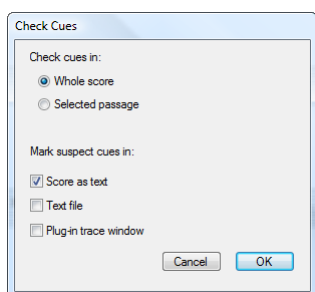 Check Cues
Check cues in:
Whole score
Selected passage
Mark suspect cues in:
Score as text
Text file
Plug-in trace window
Cancel OK